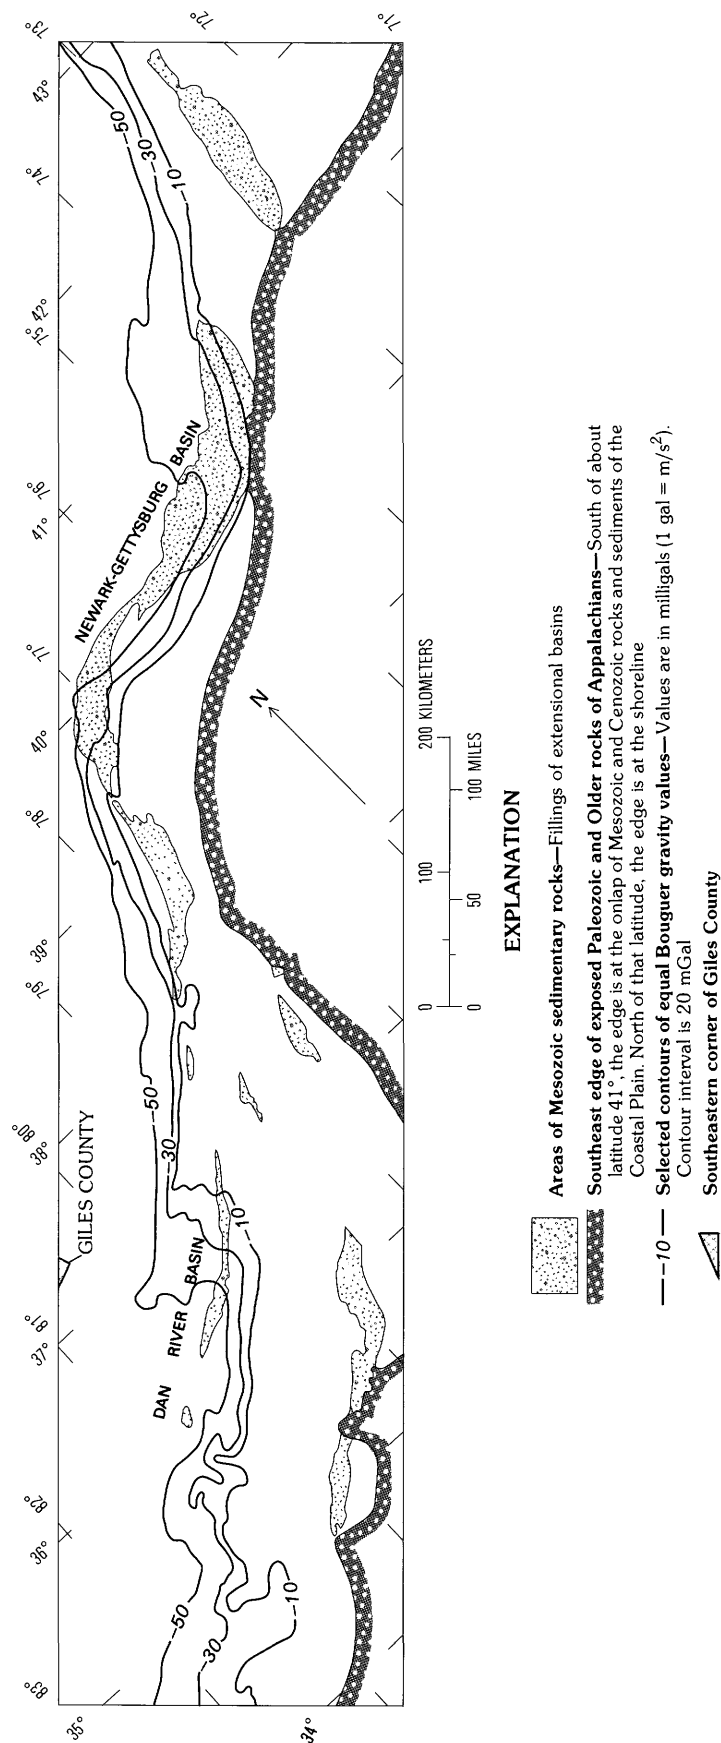 35°
83°
36°
82°
37°
81°
38°
80°
79°
39°
78°
40°
77°
41°
76°
75°
42°
74°
43°
73°
72°
71°
34°
GILES COUNTY
NEWARK-GETTYSBURG BASIN
DAN RIVER BASIN
–50
–30
–10
–50
–30
–10
–50
–30
–10
N
0 100 200 KILOMETERS
0 50 100 MILES
EXPLANATION
Areas of Mesozoic sedimentary rocks—Fillings of extensional basins
Southeast edge of exposed Paleozoic and Older rocks of Appalachians—South of about
latitude 41°, the edge is at the onlap of Mesozoic and Cenozoic rocks and sediments of the
Coastal Plain. North of that latitude, the edge is at the shoreline
–10 Selected contours of equal Bouguer gravity values—Values are in milligals (1 gal = m/s²).
Contour interval is 20 mGal
Southeastern corner of Giles County